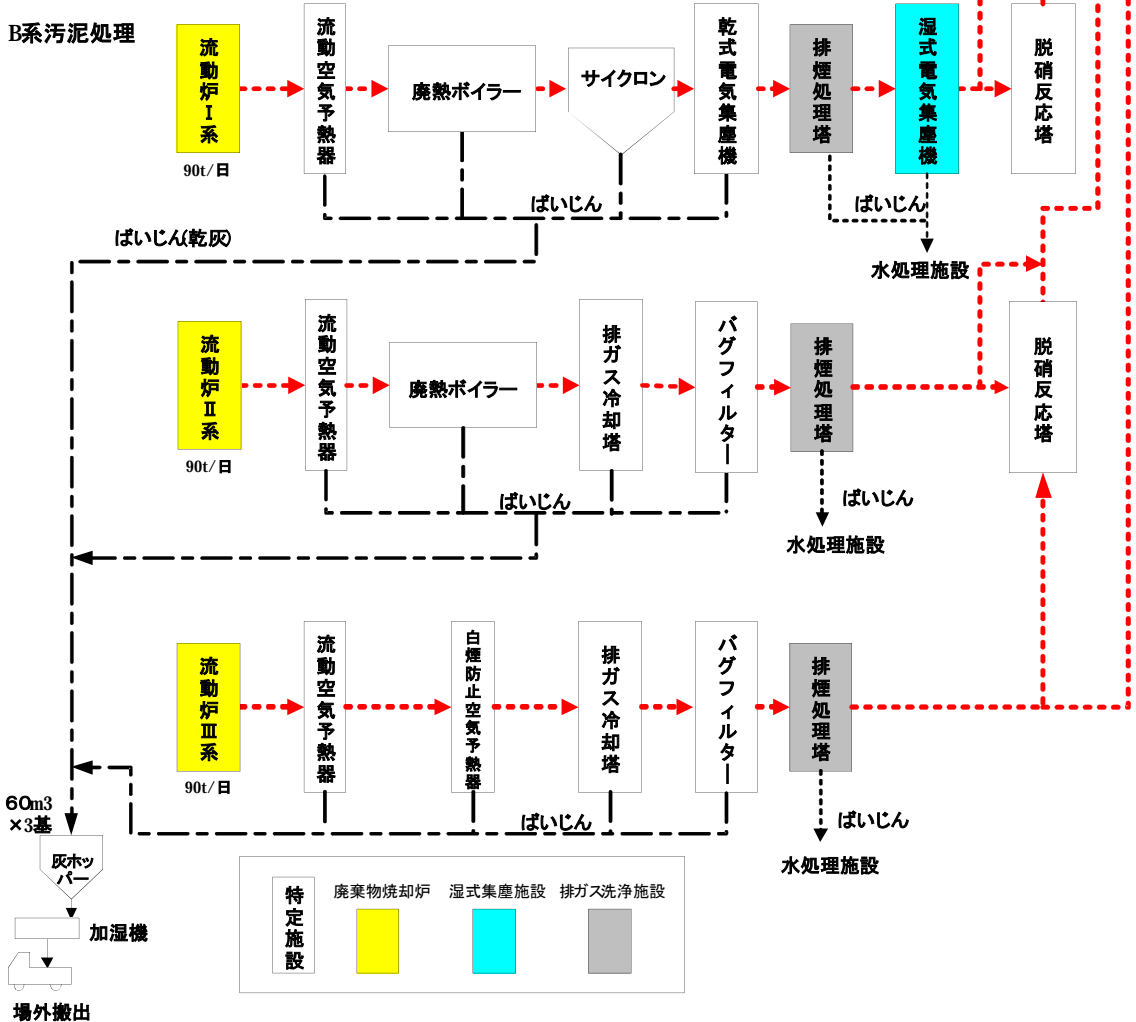 B系汚泥処理
流動炉Ⅰ系
90t/日
流動空気予熱器
廃熱ボイラー
サイクロン
乾式電気集塵機
排煙処理塔
湿式電気集塵機
脱硝反応塔
ばいじん
ばいじん
水処理施設
ばいじん(乾灰)
流動炉Ⅱ系
90t/日
流動空気予熱器
廃熱ボイラー
排ガス冷却塔
バグフィルター
排煙処理塔
脱硝反応塔
ばいじん
ばいじん
水処理施設
流動炉Ⅲ系
90t/日
流動空気予熱器
白煙防止空気予熱器
排ガス冷却塔
バグフィルター
排煙処理塔
ばいじん
ばいじん
水処理施設
60m3
×3基
灰ホッ
パー
加湿機
場外搬出
特定施設
廃棄物焼却炉
湿式集塵施設
排ガス洗浄施設